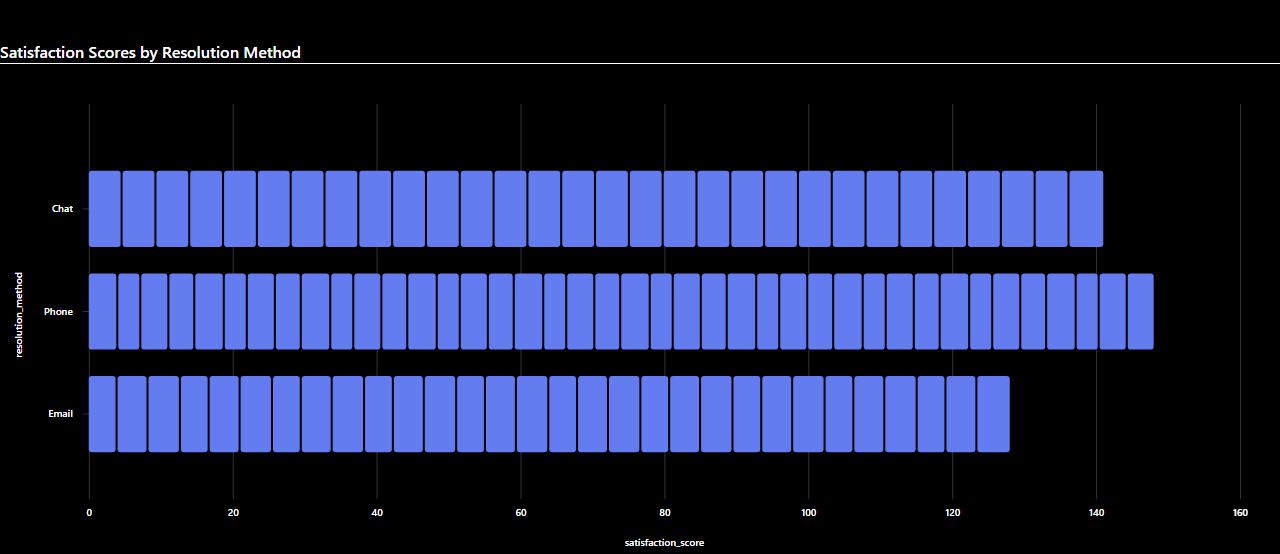 Satisfaction Scores by Resolution Method
Chat
Phone
Email
resolution_method
0 20 40 60 80 100 120 140 160
satisfaction_score